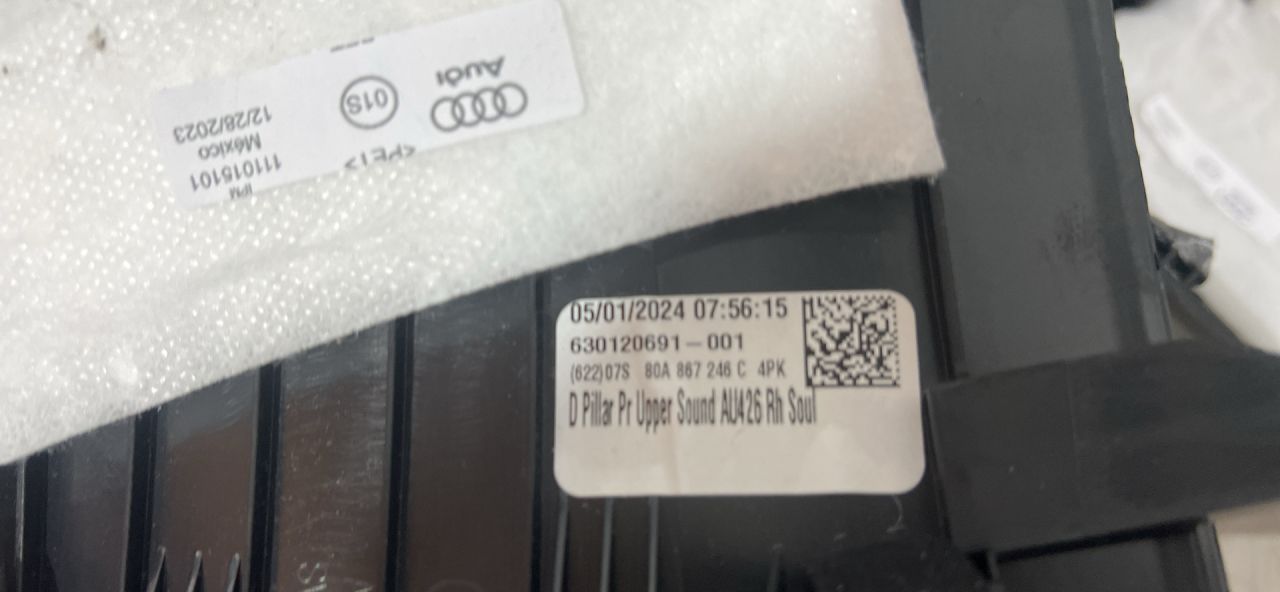 AUDI
01S
<PET>
12/28/2023
México
111015101
IPM
05/01/2024 07:56:15
630120691-001
(622)07S 80A 867 246 C 4PK
D Pillar Pr Upper Sound AU426 Rh Soul